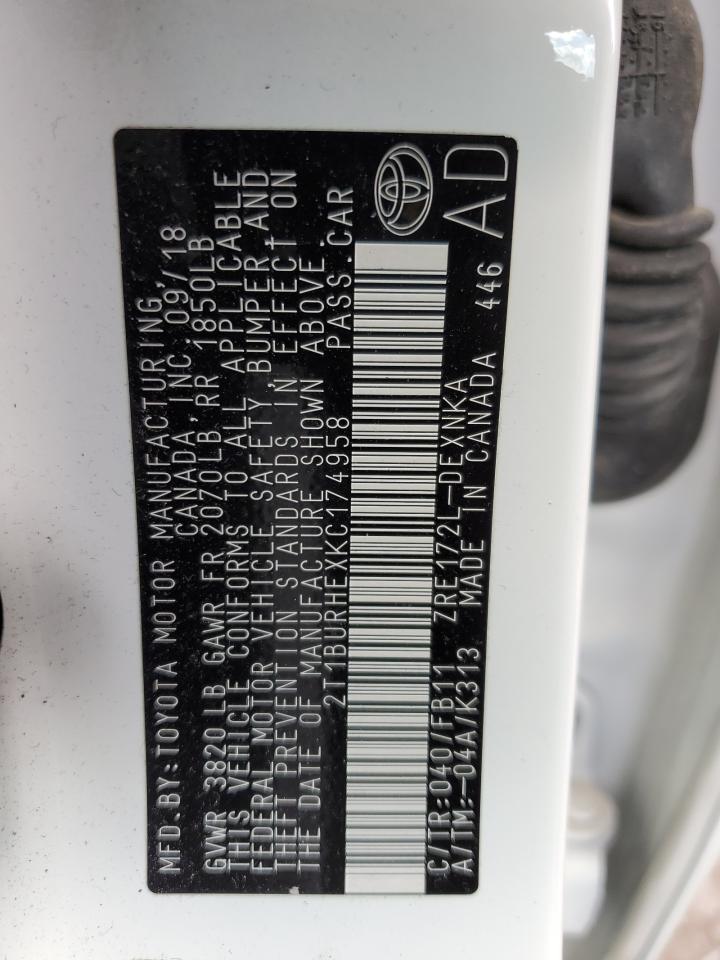 MFD.BY:TOYOTA MOTOR MANUFACTURING,
CANADA, INC. 09/18
GVWR 3820LB GAWR FR 2070LB, RR 1850LB
THIS VEHICLE CONFORMS TO ALL APPLICABLE
FEDERAL MOTOR VEHICLE SAFETY, BUMPER AND
THEFT PREVENTION STANDARDS IN EFFECT ON
THE DATE OF MANUFACTURE SHOWN ABOVE.
2T1BURHEXKC174958 PASS.CAR
C/TR:040/FB11 ZRE172L-DEXNKA
A/TM:-04A/K313 MADE IN CANADA 446
AD